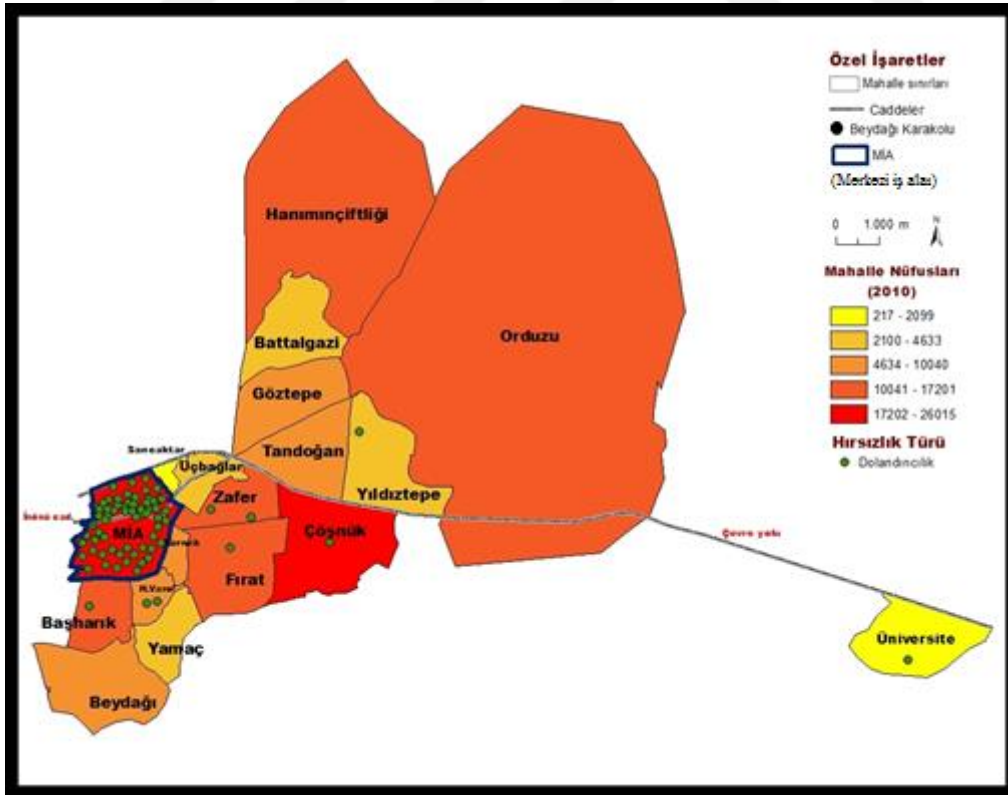 Özel İşaretler
Mahalle sınırları
Caddeler
Beydağı Karakolu
MİA
(Merkezi iş alanı)
0 1.000 m
N
Mahalle Nüfusları
(2010)
217 - 2099
2100 - 4633
4634 - 10040
10041 - 17201
17202 - 26015
Hırsızlık Türü
Dolandırıcılık
Hanımınçiftliği
Orduzu
Battalgazi
Göztepe
Tandoğan
Yıldıztepe
Sancaktar
Üçbağlar
Zafer
Çöşnük
MİA
Fırat
Çevre yolu
Başharık
Yamaç
Beydağı
Üniversite